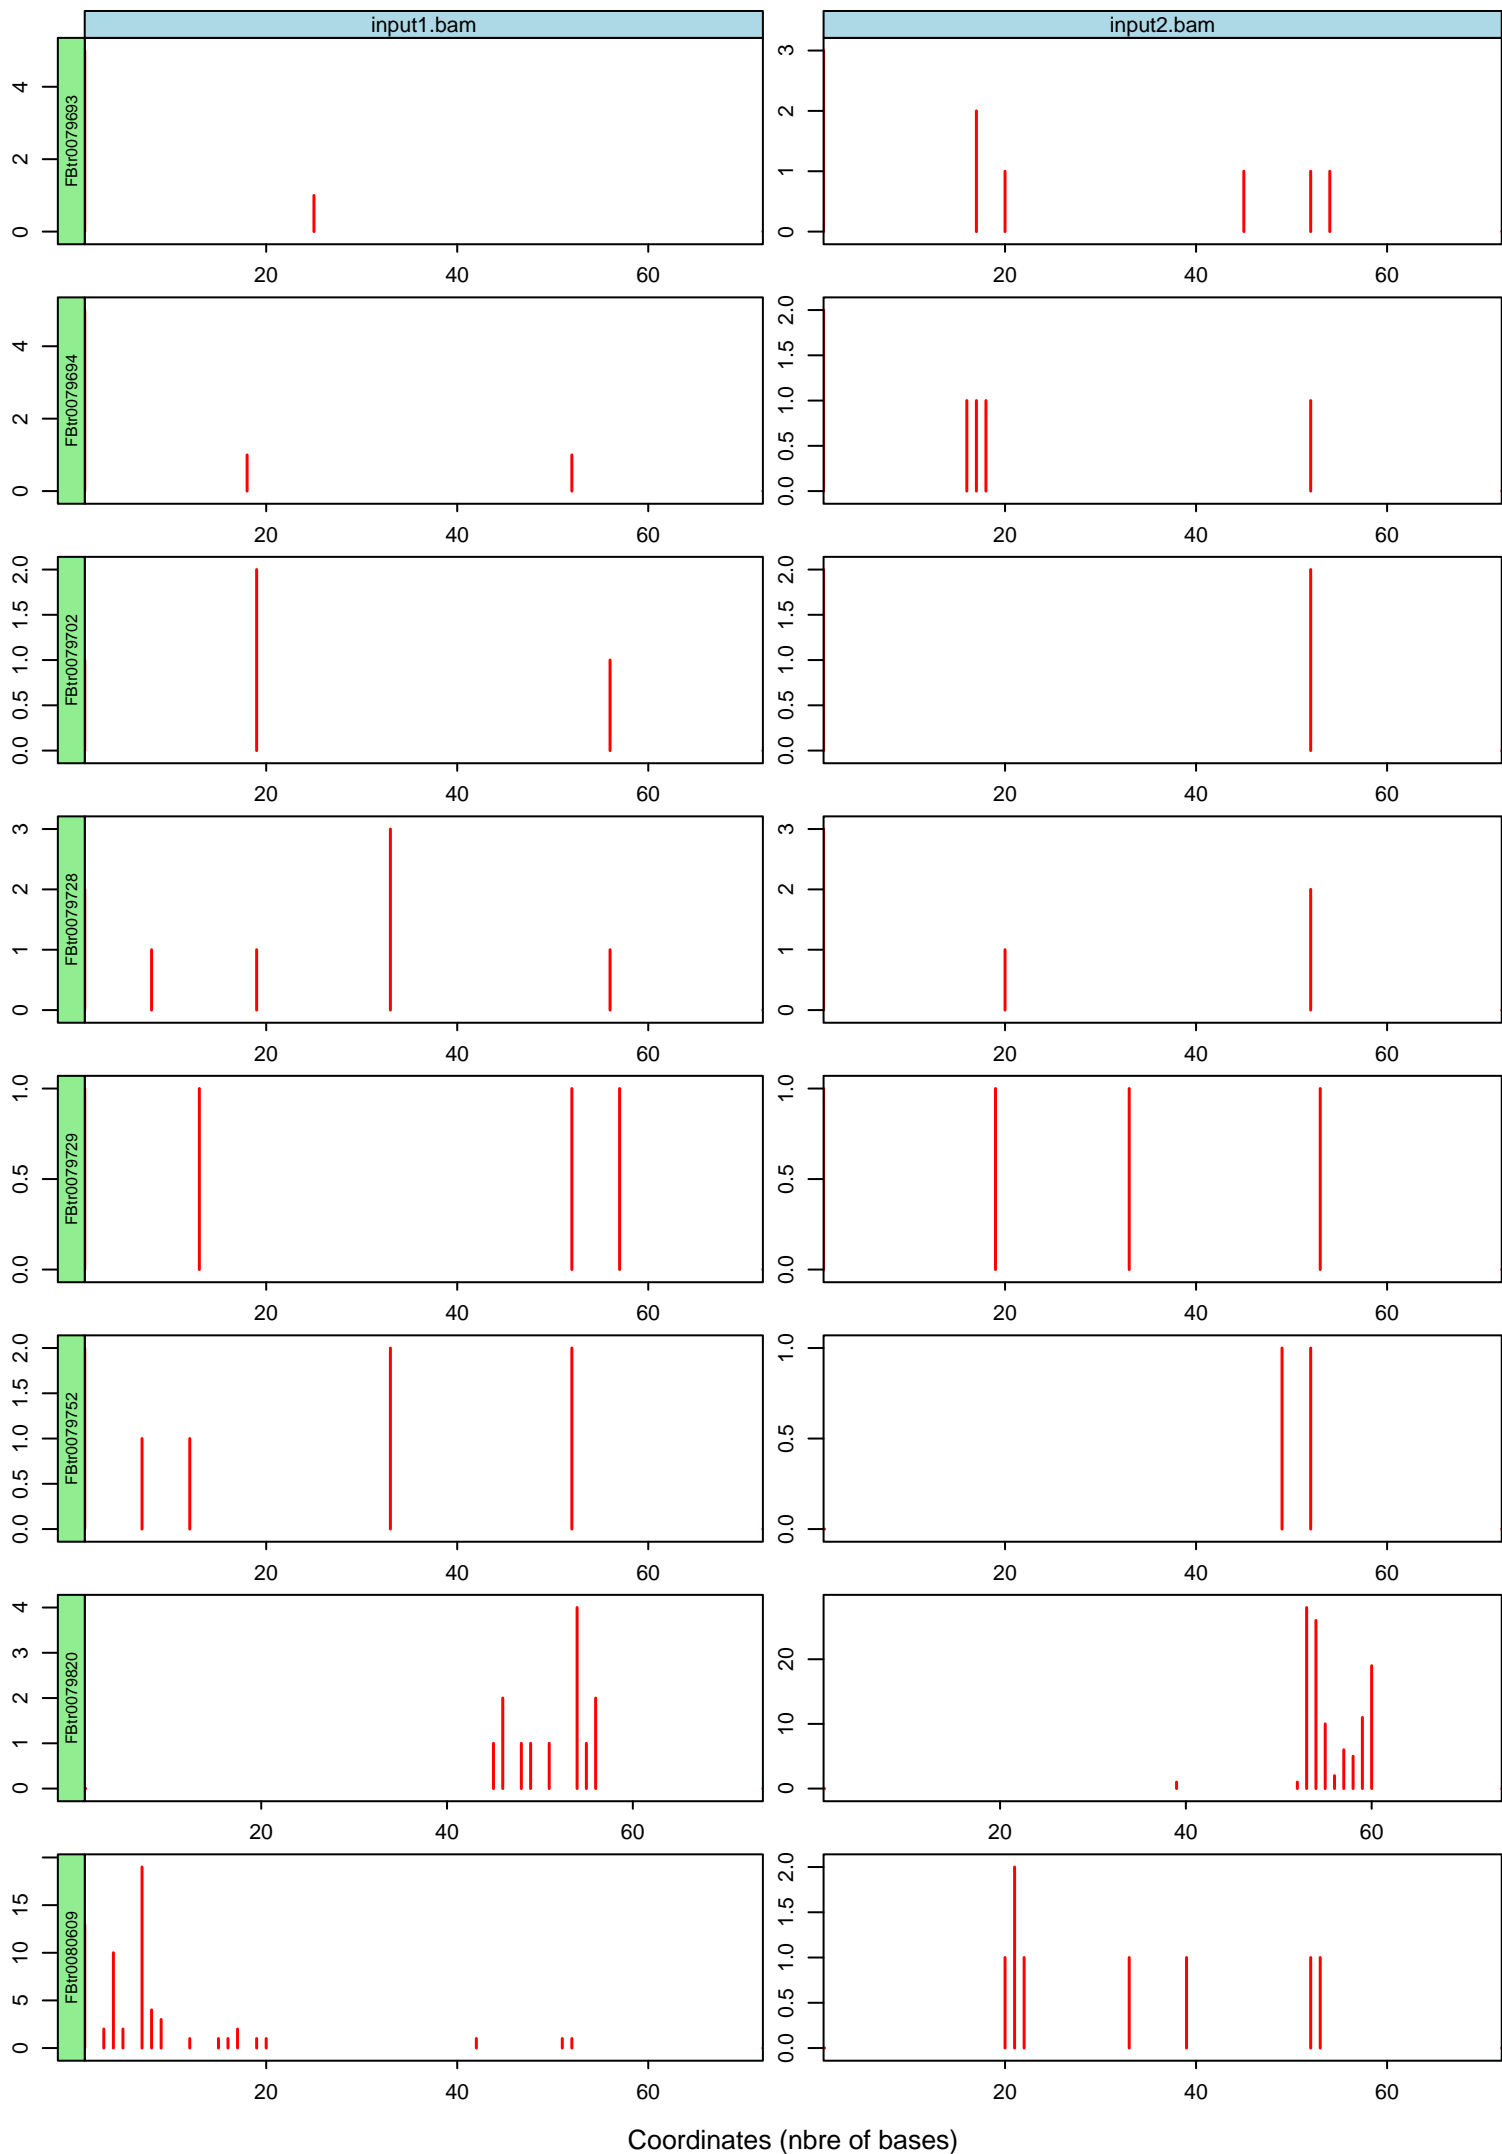 input1.bam input2.bam
FBtr0079693
0 2 4
0 1 2 3
20 40 60 20 40 60
FBtr0079694
0 2 4
0.0 0.5 1.0 1.5 2.0
20 40 60 20 40 60
FBtr0079702
0.0 0.5 1.0 1.5 2.0
0.0 0.5 1.0 1.5 2.0
20 40 60 20 40 60
FBtr0079728
0 1 2 3
0 1 2 3
20 40 60 20 40 60
FBtr0079729
0.0 0.5 1.0
0.0 0.5 1.0
20 40 60 20 40 60
FBtr0079752
0.0 0.5 1.0 1.5 2.0
0.0 0.5 1.0
20 40 60 20 40 60
FBtr0079820
0 1 2 3 4
0 10 20
20 40 60 20 40 60
FBtr0080609
0 5 10 15
0.0 0.5 1.0 1.5 2.0
20 40 60 20 40 60
Coordinates (nbre of bases)